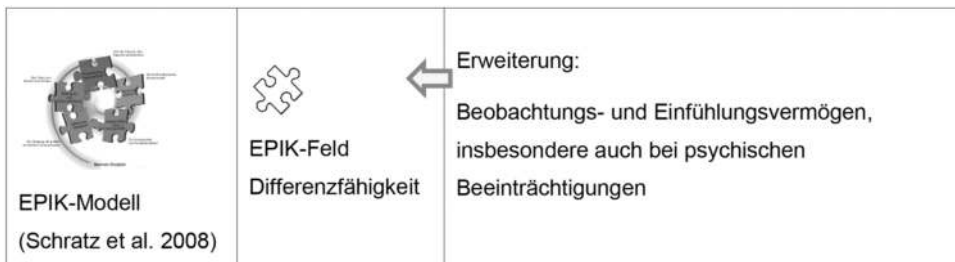 EPIK-Modell
(Schratz et al. 2008)
EPIK-Feld
Differenzfähigkeit
Erweiterung:
Beobachtungs- und Einfühlungsvermögen,
insbesondere auch bei psychischen
Beeinträchtigungen